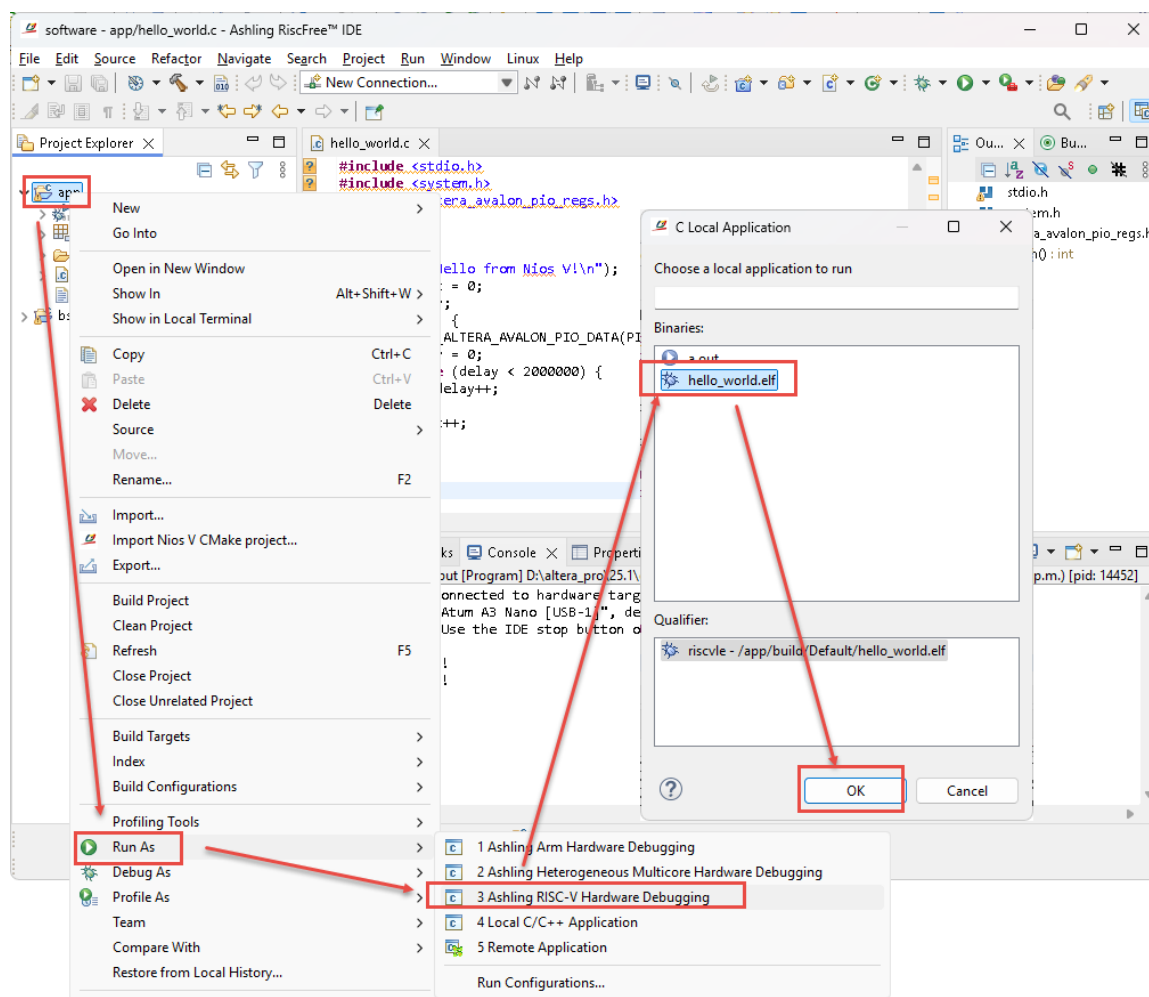 software - app/hello_world.c - Ashling RiscFree™ IDE
File Edit Source Refactor Navigate Search Project Run Window Linux Help
New Connection...
Project Explorer
hello_world.c
Ou...
Bu...
#include <stdio.h>
#include <system.h>
tera_avalon_pio_regs.h>
ello from Nios V!\n");
= 0;
;
{
_ALTERA_AVALON_PIO_DATA(PI
= 0;
(delay < 2000000) {
delay++;
++;
stdio.h
em.h
a_avalon_pio_regs.h
() : int
app
bs
New
Go Into
Open in New Window
Show In Alt+Shift+W >
Show in Local Terminal
Copy Ctrl+C
Paste Ctrl+V
Delete Delete
Source
Move...
Rename... F2
Import...
Import Nios V CMake project...
Export...
Build Project
Clean Project
Refresh F5
Close Project
Close Unrelated Project
Build Targets
Index
Build Configurations
Profiling Tools
Run As
Debug As
Profile As
Team
Compare With
Restore from Local History...
1 Ashling Arm Hardware Debugging
2 Ashling Heterogeneous Multicore Hardware Debugging
3 Ashling RISC-V Hardware Debugging
4 Local C/C++ Application
5 Remote Application
Run Configurations...
ks Console Properti
out [Program] D:\altera_pro\25.1\
p.m.) [pid: 14452]
onnected to hardware targ
Atum A3 Nano [USB-1]", de
Use the IDE stop button o
!
!
C Local Application
Choose a local application to run
Binaries:
a.out
hello_world.elf
Qualifier:
riscvle - /app/build/Default/hello_world.elf
OK
Cancel